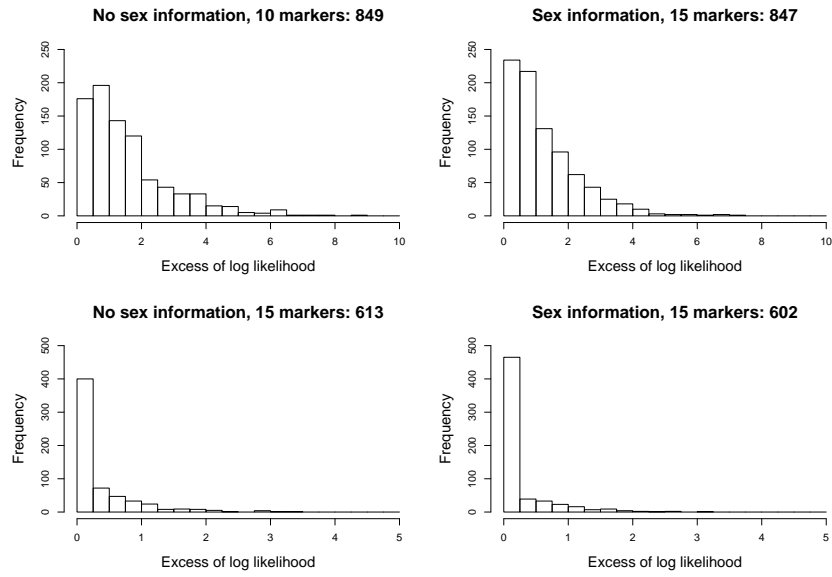 No sex information, 10 markers: 849
Frequency
0 50 100 150 200 250
0 2 4 6 8 10
Excess of log likelihood
Sex information, 15 markers: 847
Frequency
0 50 100 150 200 250
0 2 4 6 8 10
Excess of log likelihood
No sex information, 15 markers: 613
Frequency
0 100 200 300 400 500
0 1 2 3 4 5
Excess of log likelihood
Sex information, 15 markers: 602
Frequency
0 100 200 300 400 500
0 1 2 3 4 5
Excess of log likelihood